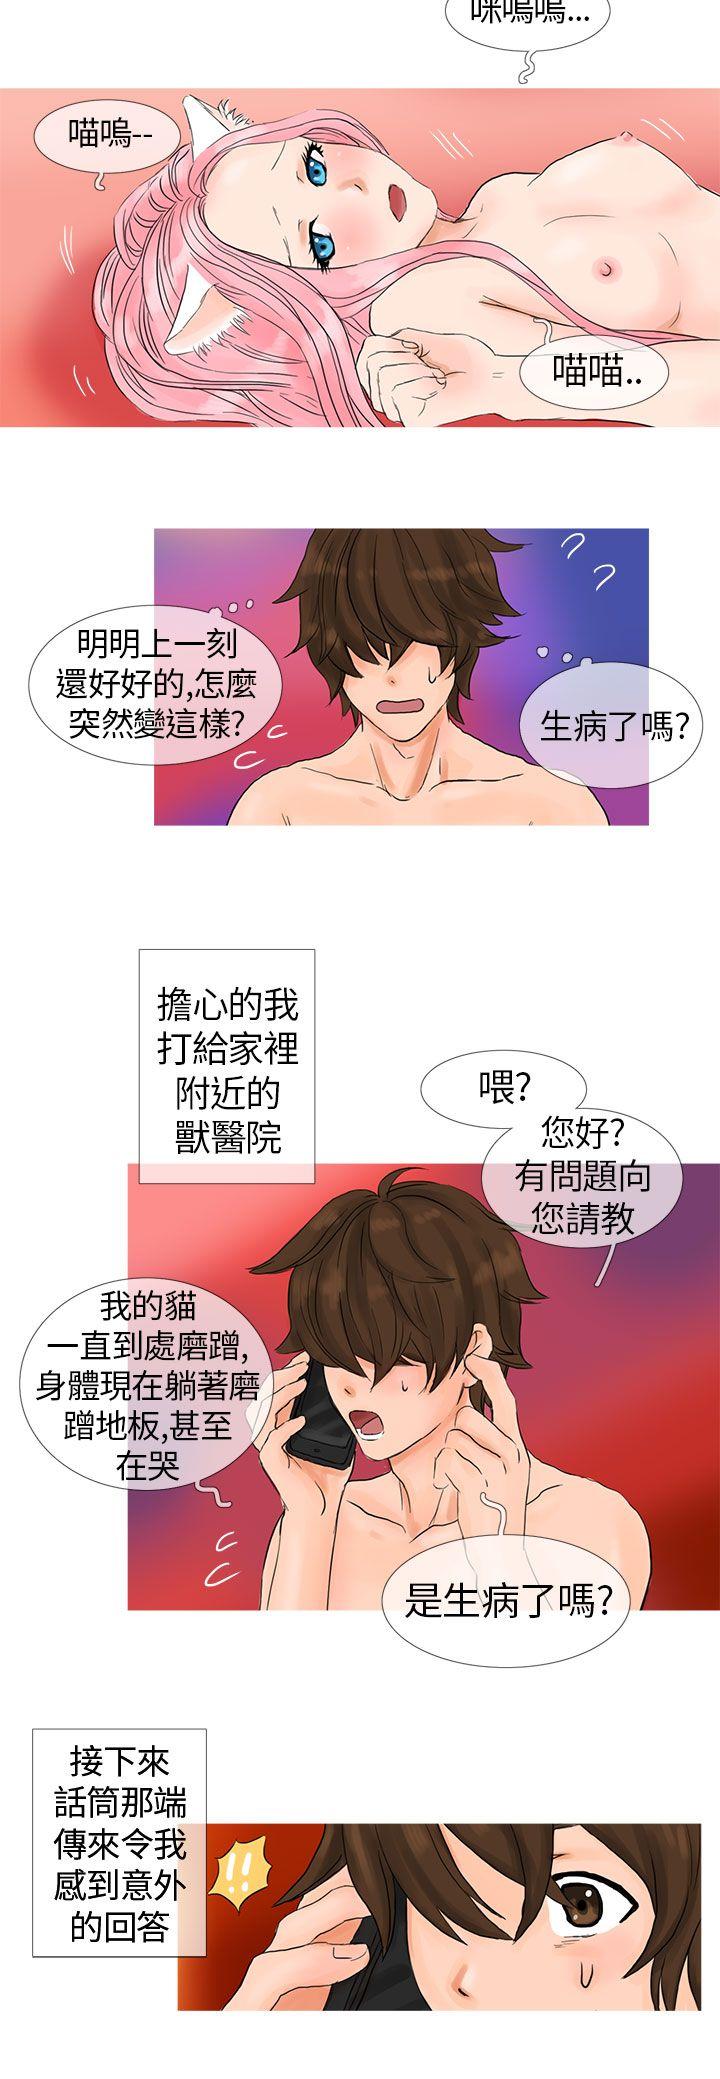 咪嗚嗚...
喵嗚--
喵喵..
明明上一刻
還好好的,怎麼
突然變這樣?
生病了嗎?
擔心的我
打給家裡
附近的
獸醫院
喂?
您好?
有問題向
您請教
我的貓
一直到處磨蹭,
身體現在躺著磨
蹭地板,甚至
在哭
是生病了嗎?
接下來
話筒那端
傳來令我
感到意外
的回答
!!